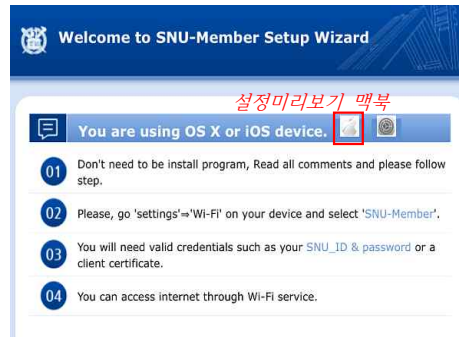 Welcome to SNU-Member Setup Wizard
설정미리보기 맥북
You are using OS X or iOS device.
01 Don't need to be install program, Read all comments and please follow
step.
02 Please, go 'settings'⇒'Wi-Fi' on your device and select 'SNU-Member'.
03 You will need valid credentials such as your SNU_ID & password or a
client certificate.
04 You can access internet through Wi-Fi service.